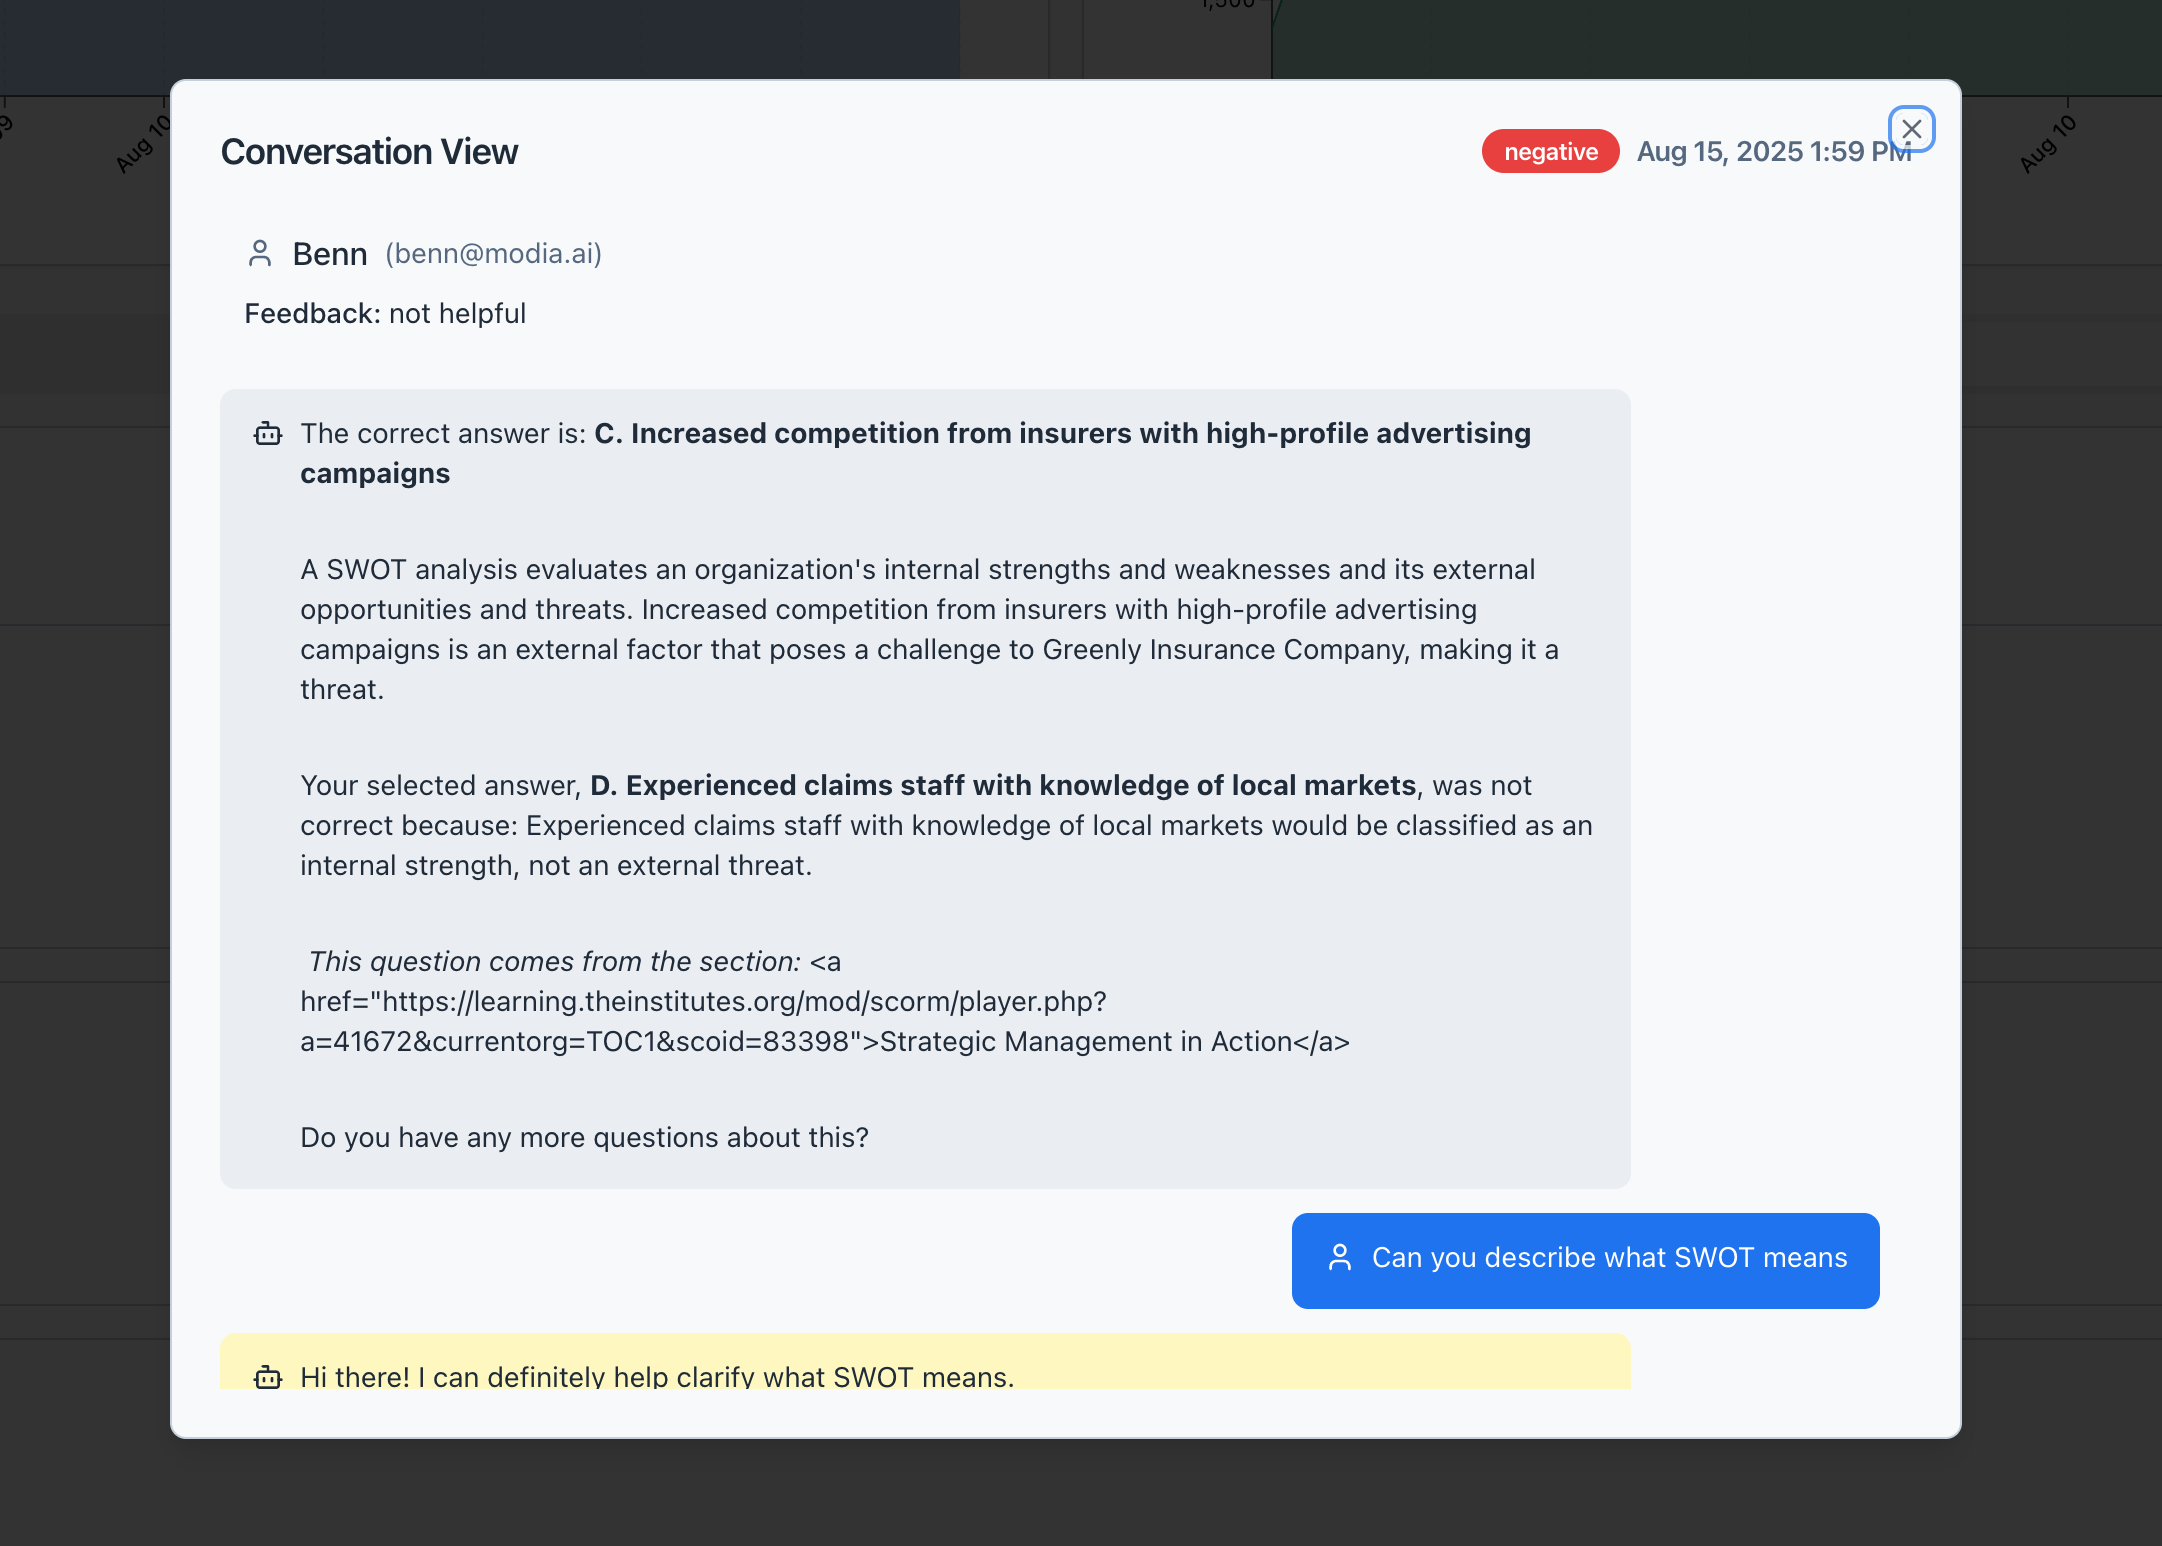 1,500
Aug 10
Aug 10
Conversation View
negative Aug 15, 2025 1:59 PM
Benn (benn@modia.ai)
Feedback: not helpful
The correct answer is: C. Increased competition from insurers with high-profile advertising
campaigns
A SWOT analysis evaluates an organization's internal strengths and weaknesses and its external
opportunities and threats. Increased competition from insurers with high-profile advertising
campaigns is an external factor that poses a challenge to Greenly Insurance Company, making it a
threat.
Your selected answer, D. Experienced claims staff with knowledge of local markets, was not
correct because: Experienced claims staff with knowledge of local markets would be classified as an
internal strength, not an external threat.
This question comes from the section: <a
href="https://learning.theinstitutes.org/mod/scorm/player.php?
a=41672&currentorg=TOC1&scoid=83398">Strategic Management in Action</a>
Do you have any more questions about this?
Can you describe what SWOT means
Hi there! I can definitely help clarify what SWOT means.